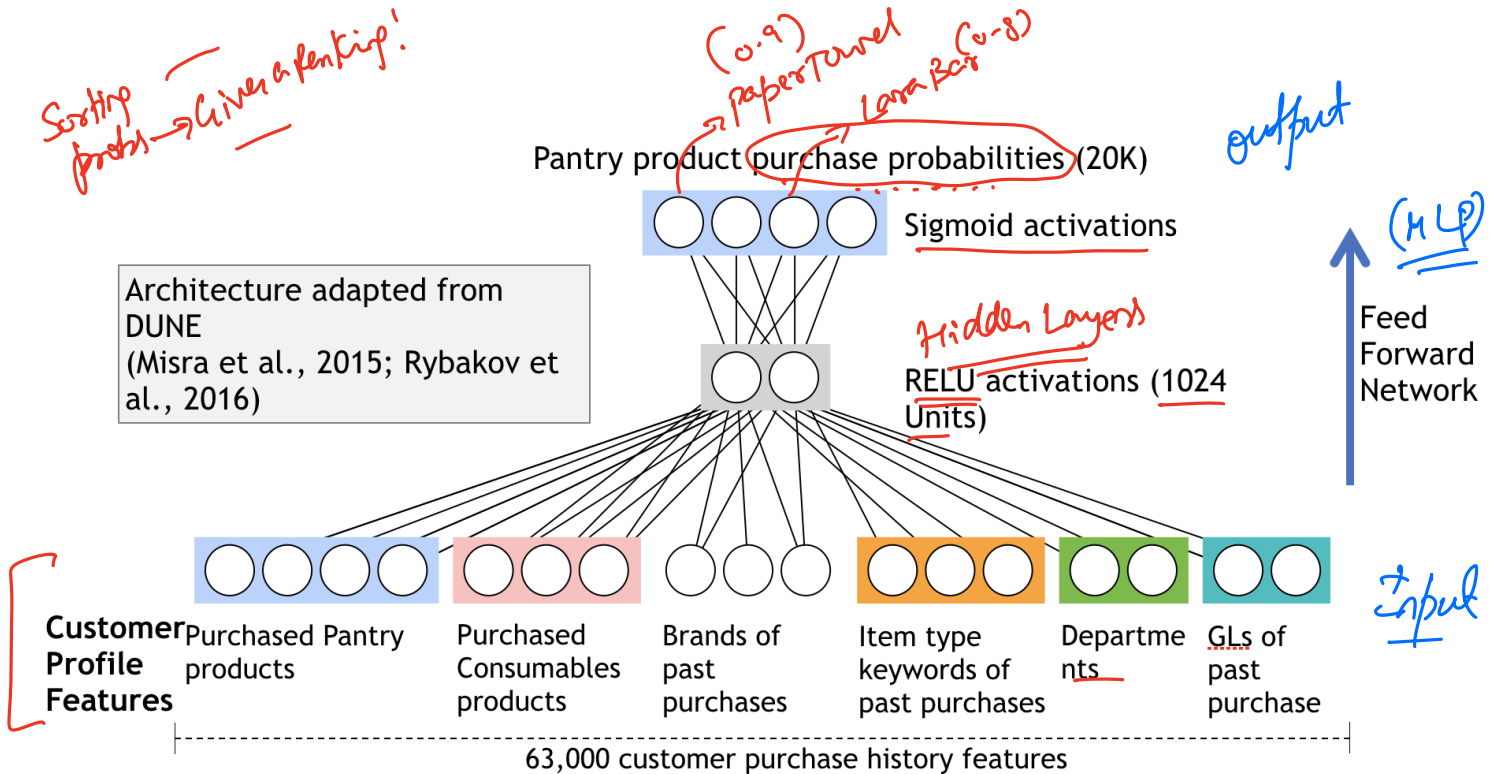 Sorting
probs → Gives a Ranking!
(0.9)
paper Towel
(0.8)
Lara Bar
output
Pantry product purchase probabilities (20K)
Sigmoid activations
(MLP)
Architecture adapted from
DUNE
(Misra et al., 2015; Rybakov et
al., 2016)
Hidden Layers
RELU activations (1024
Units)
Feed
Forward
Network
input
Customer
Profile
Features
Purchased Pantry
products
Purchased
Consumables
products
Brands of
past
purchases
Item type
keywords of
past purchases
Departme
nts
GLs of
past
purchase
63,000 customer purchase history features